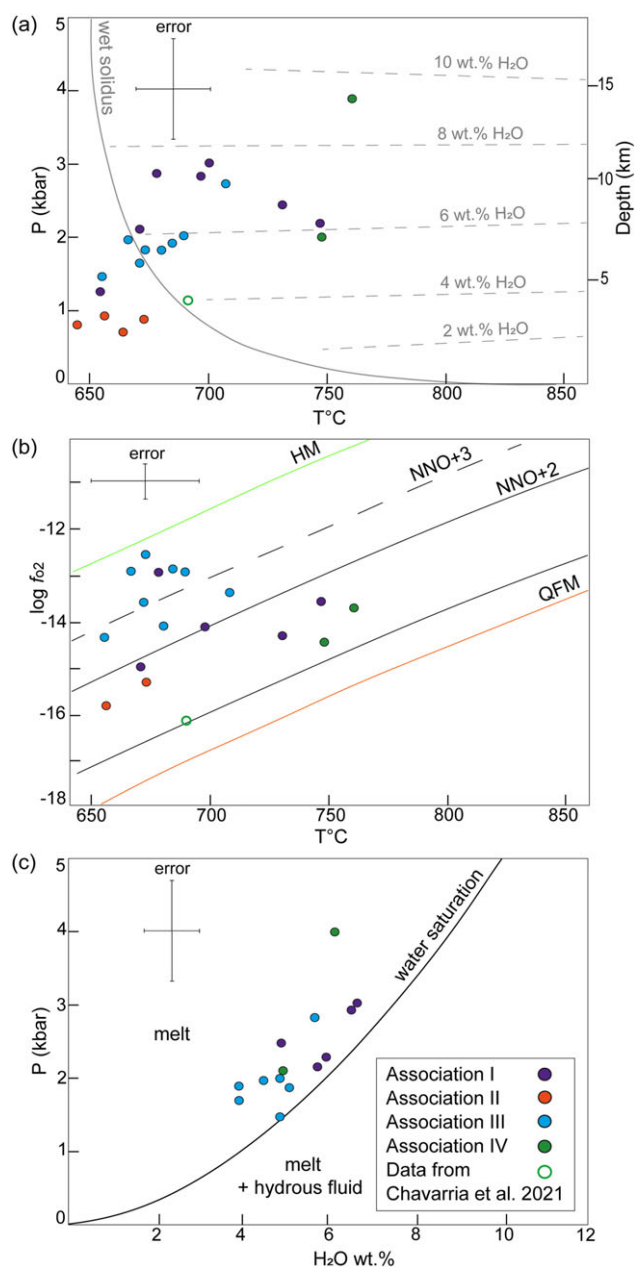 (a)
5
4
3
2
1
0
P (kbar)
error
wet solidus
10 wt.% H₂O
8 wt.% H₂O
6 wt.% H₂O
4 wt.% H₂O
2 wt.% H₂O
15
10
5
Depth (km)
650
700
750
800
850
T°C
(b)
error
HM
NNO+3
NNO+2
QFM
-12
-14
-16
-18
log fo2
650
700
750
800
850
T°C
(c)
5
4
3
2
1
0
P (kbar)
error
water saturation
melt
melt
+ hydrous fluid
Association I
Association II
Association III
Association IV
Data from
Chavarria et al. 2021
2
4
6
8
10
12
H₂O wt.%